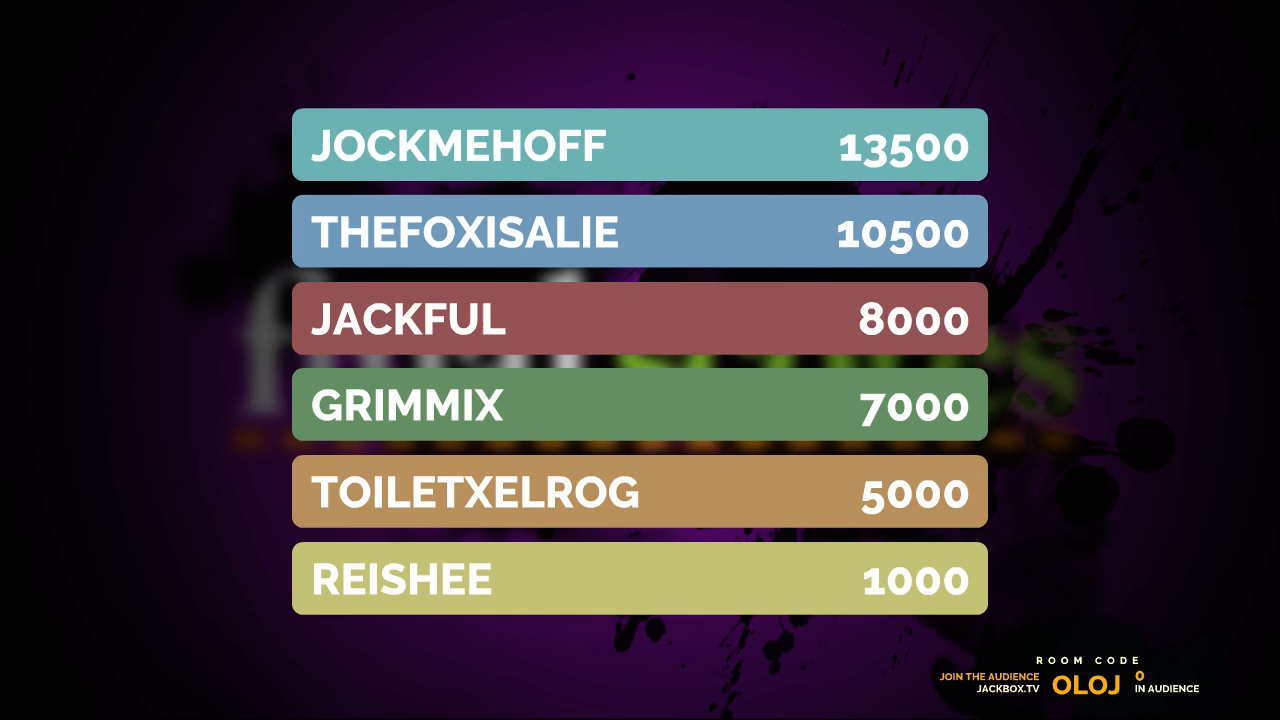 JOCKMEHOFF 13500
THEFOXISALIE 10500
JACKFUL 8000
GRIMMIX 7000
TOILETXELROG 5000
REISHEE 1000
ROOM CODE
JOIN THE AUDIENCE
JACKBOX.TV
OLOJ
0
IN AUDIENCE